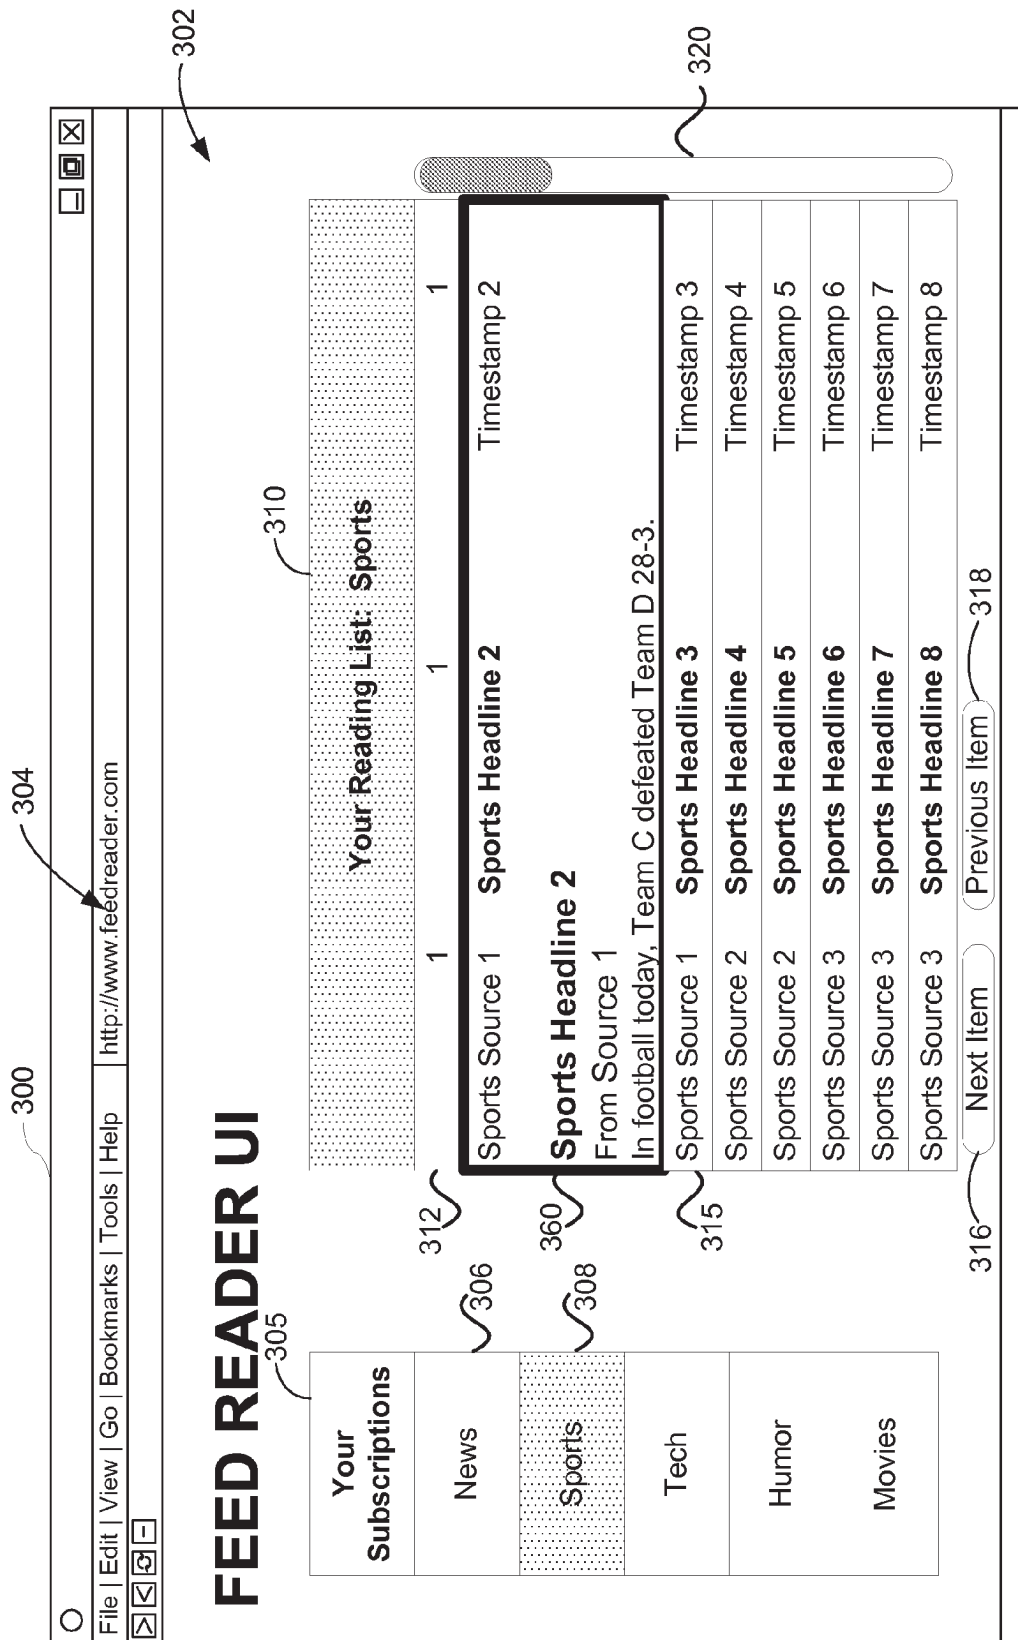 300
304
302
File | Edit | View | Go | Bookmarks | Tools | Help
http://www.feedreader.com
FEED READER UI
305
Your
Subscriptions
News
306
Sports
308
Tech
Humor
Movies
310
Your Reading List: Sports
312
1 1 1
320
Sports Source 1 Sports Headline 2 Timestamp 2
360
Sports Headline 2
From Source 1
In football today, Team C defeated Team D 28-3.
315
Sports Source 1 Sports Headline 3 Timestamp 3
Sports Source 2 Sports Headline 4 Timestamp 4
Sports Source 2 Sports Headline 5 Timestamp 5
Sports Source 3 Sports Headline 6 Timestamp 6
Sports Source 3 Sports Headline 7 Timestamp 7
Sports Source 3 Sports Headline 8 Timestamp 8
316
Next Item
Previous Item
318